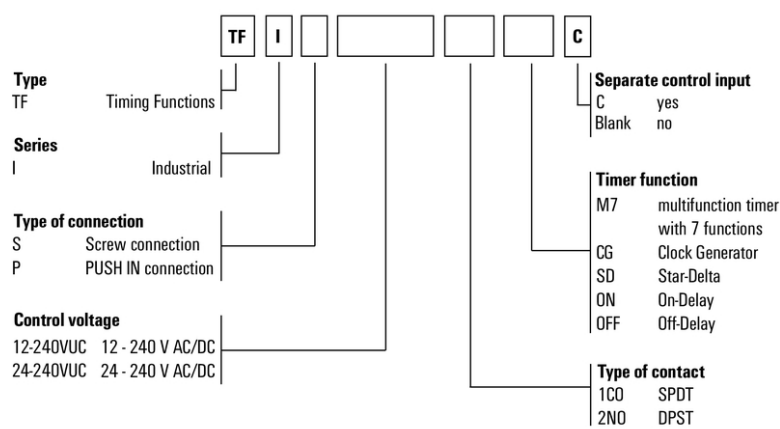 TF I C
Type
TF Timing Functions
Series
I Industrial
Type of connection
S Screw connection
P PUSH IN connection
Control voltage
12-240VUC 12 - 240 V AC/DC
24-240VUC 24 - 240 V AC/DC
Separate control input
C yes
Blank no
Timer function
M7 multifunction timer
with 7 functions
CG Clock Generator
SD Star-Delta
ON On-Delay
OFF Off-Delay
Type of contact
1CO SPDT
2NO DPST